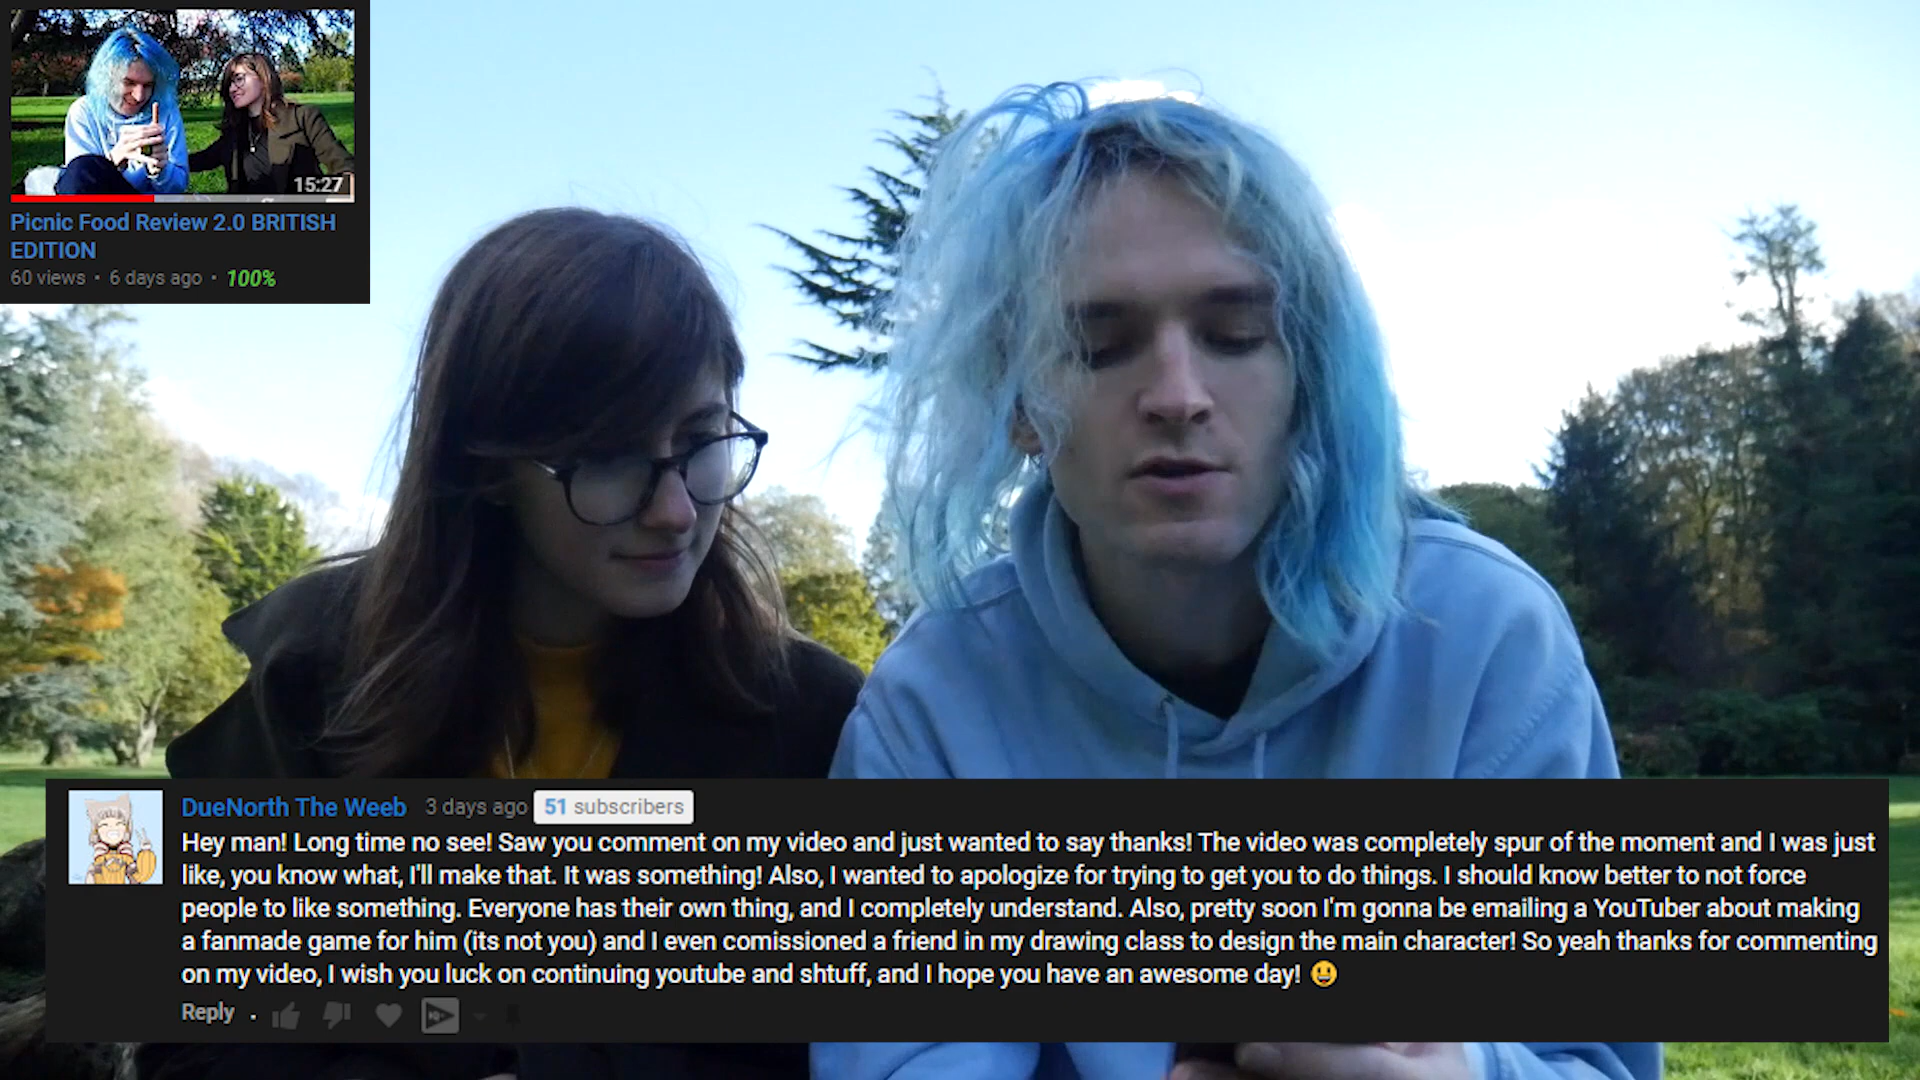 15:27
Picnic Food Review 2.0 BRITISH
EDITION
60 views • 6 days ago • 100%
DueNorth The Weeb 3 days ago 51 subscribers
Hey man! Long time no see! Saw you comment on my video and just wanted to say thanks! The video was completely spur of the moment and I was just
like, you know what, I'll make that. It was something! Also, I wanted to apologize for trying to get you to do things. I should know better to not force
people to like something. Everyone has their own thing, and I completely understand. Also, pretty soon I'm gonna be emailing a YouTuber about making
a fanmade game for him (its not you) and I even comissioned a friend in my drawing class to design the main character! So yeah thanks for commenting
on my video, I wish you luck on continuing youtube and shtuff, and I hope you have an awesome day! 😀
Reply